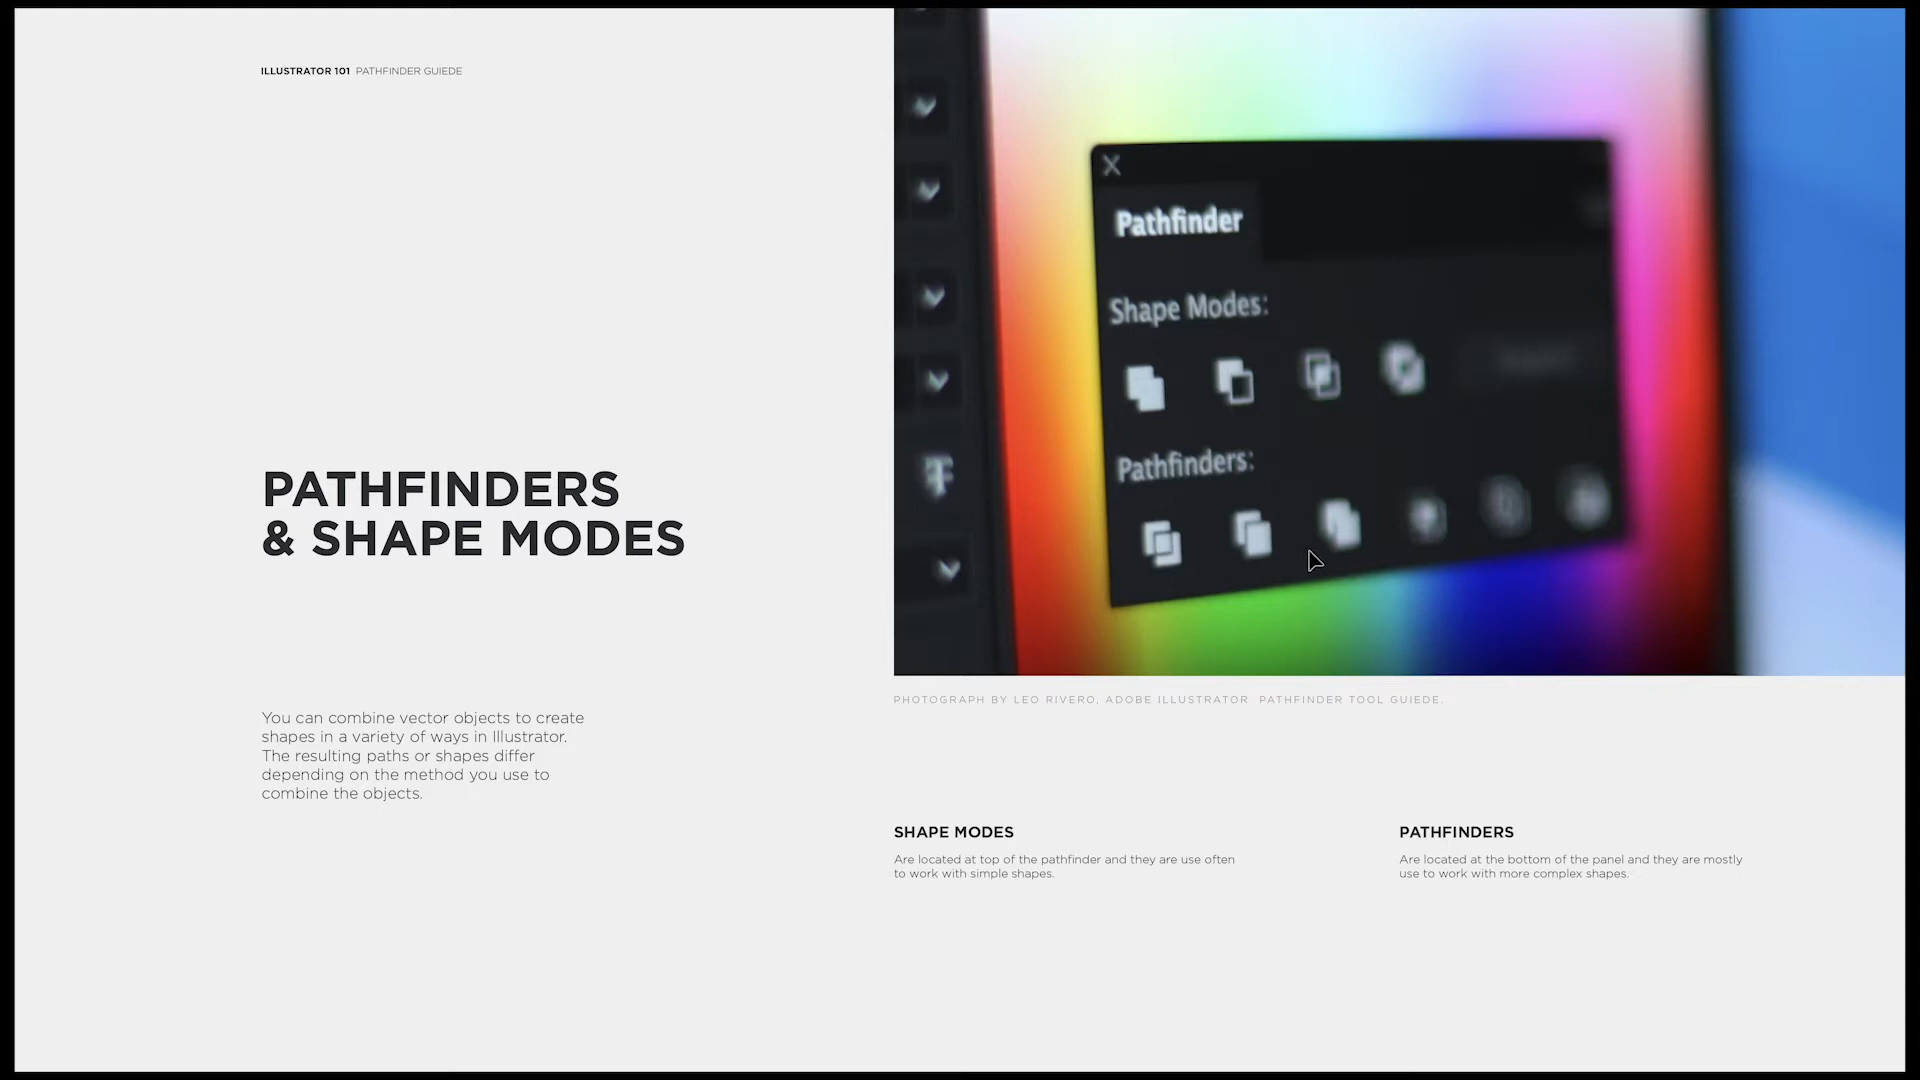 ILLUSTRATOR 101 PATHFINDER GUIEDE
PATHFINDERS
& SHAPE MODES
You can combine vector objects to create
shapes in a variety of ways in Illustrator.
The resulting paths or shapes differ
depending on the method you use to
combine the objects.
Pathfinder
Shape Modes:
Pathfinders:
PHOTOGRAPH BY LEO RIVERO, ADOBE ILLUSTRATOR PATHFINDER TOOL GUIEDE.
SHAPE MODES
Are located at top of the pathfinder and they are use often
to work with simple shapes.
PATHFINDERS
Are located at the bottom of the panel and they are mostly
use to work with more complex shapes.